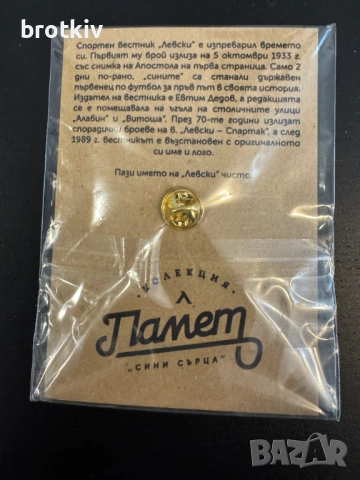 brotkiv
Спортен вестник „Левски" е изпреварил времето
си. Първият му брой излиза на 5 октомври 1933 г.
със снимка на Апостола на първа страница. Само 2
дни по-рано, „сините" са станали държавен
първенец по футбол за пръв път в своята история.
Издател на вестника е Евтим Дедов, а редакцията
се е помещавала на ъгъла на столичните улици
„Алабин" и „Витоша". През 70-те години излизат
спорадични броеве на в. „Левски – Спартак", а след
1989 г. вестникът е възстановен с оригиналното
си име и лого.
Пази името на „Левски" чисто.
· КОЛЕКЦИЯ ·
Л
Памет
„СИНИ СЪРЦА"
BAZAR